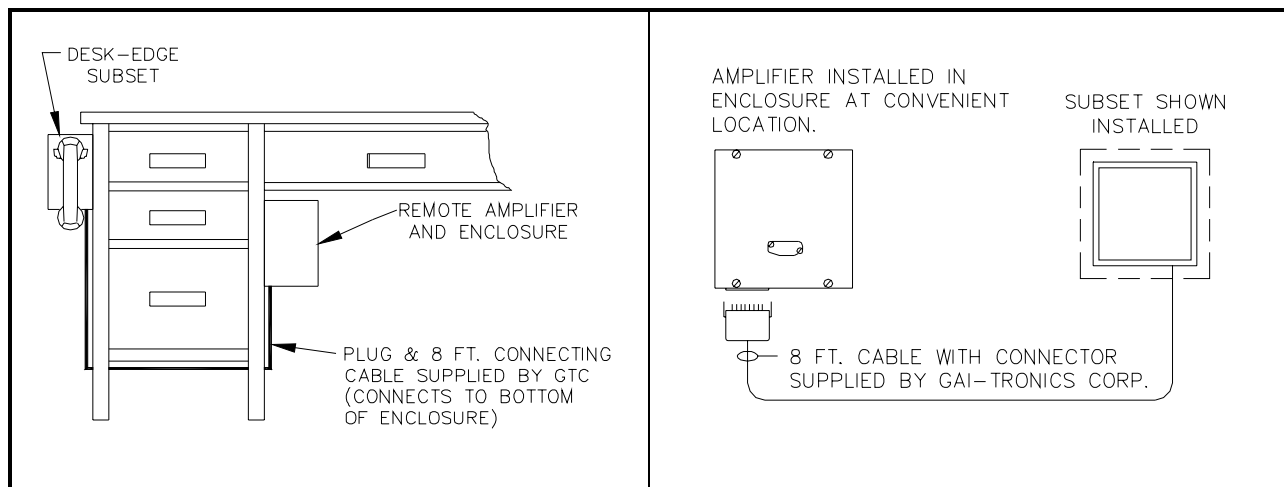 DESK-EDGE
SUBSET
REMOTE AMPLIFIER
AND ENCLOSURE
PLUG & 8 FT. CONNECTING
CABLE SUPPLIED BY GTC
(CONNECTS TO BOTTOM
OF ENCLOSURE)
AMPLIFIER INSTALLED IN
ENCLOSURE AT CONVENIENT
LOCATION.
SUBSET SHOWN
INSTALLED
8 FT. CABLE WITH CONNECTOR
SUPPLIED BY GAI-TRONICS CORP.